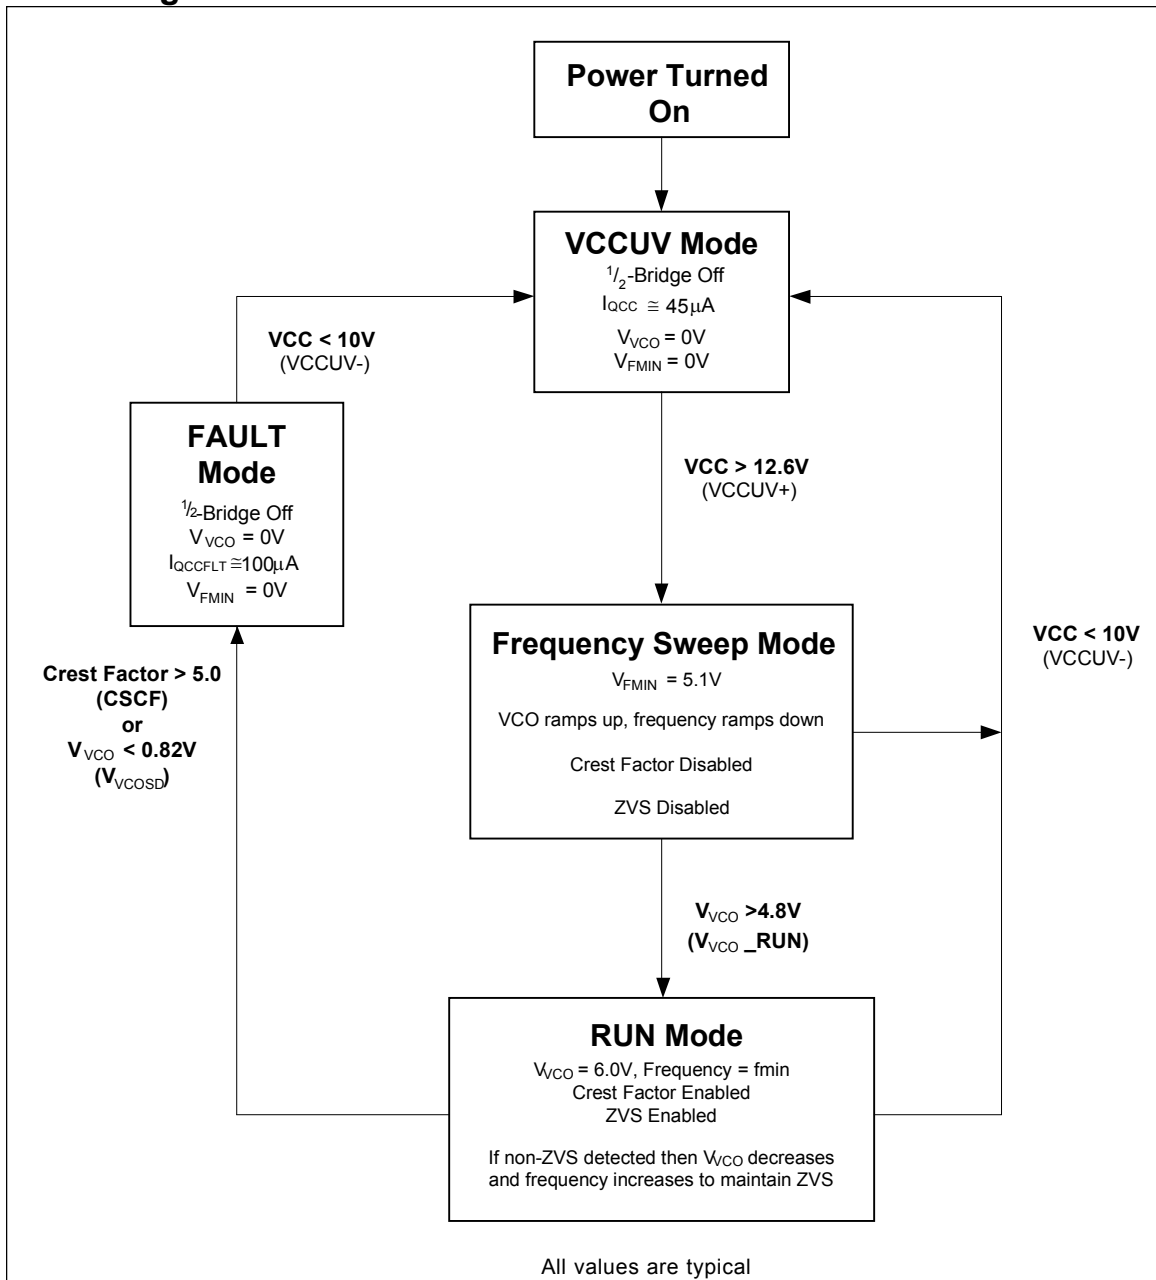 Power Turned
On
VCCUV Mode
1/2-Bridge Off
IQCC ≅ 45µA
VVCO = 0V
VFMIN = 0V
VCC < 10V
(VCCUV-)
FAULT
Mode
1/2-Bridge Off
VVCO = 0V
IQCCFLT ≅100µA
VFMIN = 0V
VCC > 12.6V
(VCCUV+)
Frequency Sweep Mode
VFMIN = 5.1V
VCO ramps up, frequency ramps down
Crest Factor Disabled
ZVS Disabled
VCC < 10V
(VCCUV-)
Crest Factor > 5.0
(CSCF)
or
VVCO < 0.82V
(VVCOSD)
VVCO >4.8V
(VVCO _RUN)
RUN Mode
VVCO = 6.0V, Frequency = fmin
Crest Factor Enabled
ZVS Enabled
If non-ZVS detected then VVCO decreases
and frequency increases to maintain ZVS
All values are typical